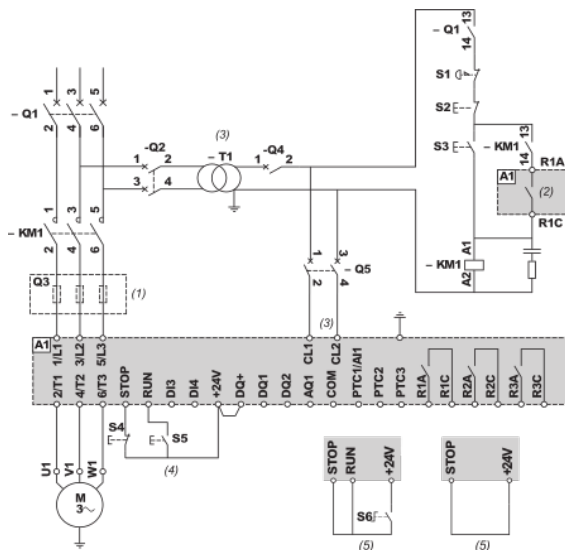 13
– Q1
14
1 3 5
S1
– Q1
S2
2 4 6
(3)
-Q2
– T1
-Q4
1 2
1 2
S3
– KM1
13
14
R1A
3 4
A1
(2)
R1C
1 3 5
– KM1
2 4 6
1 3
– Q5
2 4
A1
– KM1
A2
Q3
(1)
(3)
A1
1/L1 3/L2 5/L3 CL1 CL2
2/T1 4/T2 6/T3 STOP RUN DI3 DI4 +24V DQ+ DQ1 DQ2 AQ1 COM PTC1/AI1 PTC2 PTC3 R1A R1C R2A R2C R3A R3C
S4
S5
(4)
U1 V1 W1
M
3
STOP RUN +24V
S6
(5)
STOP +24V
(5)